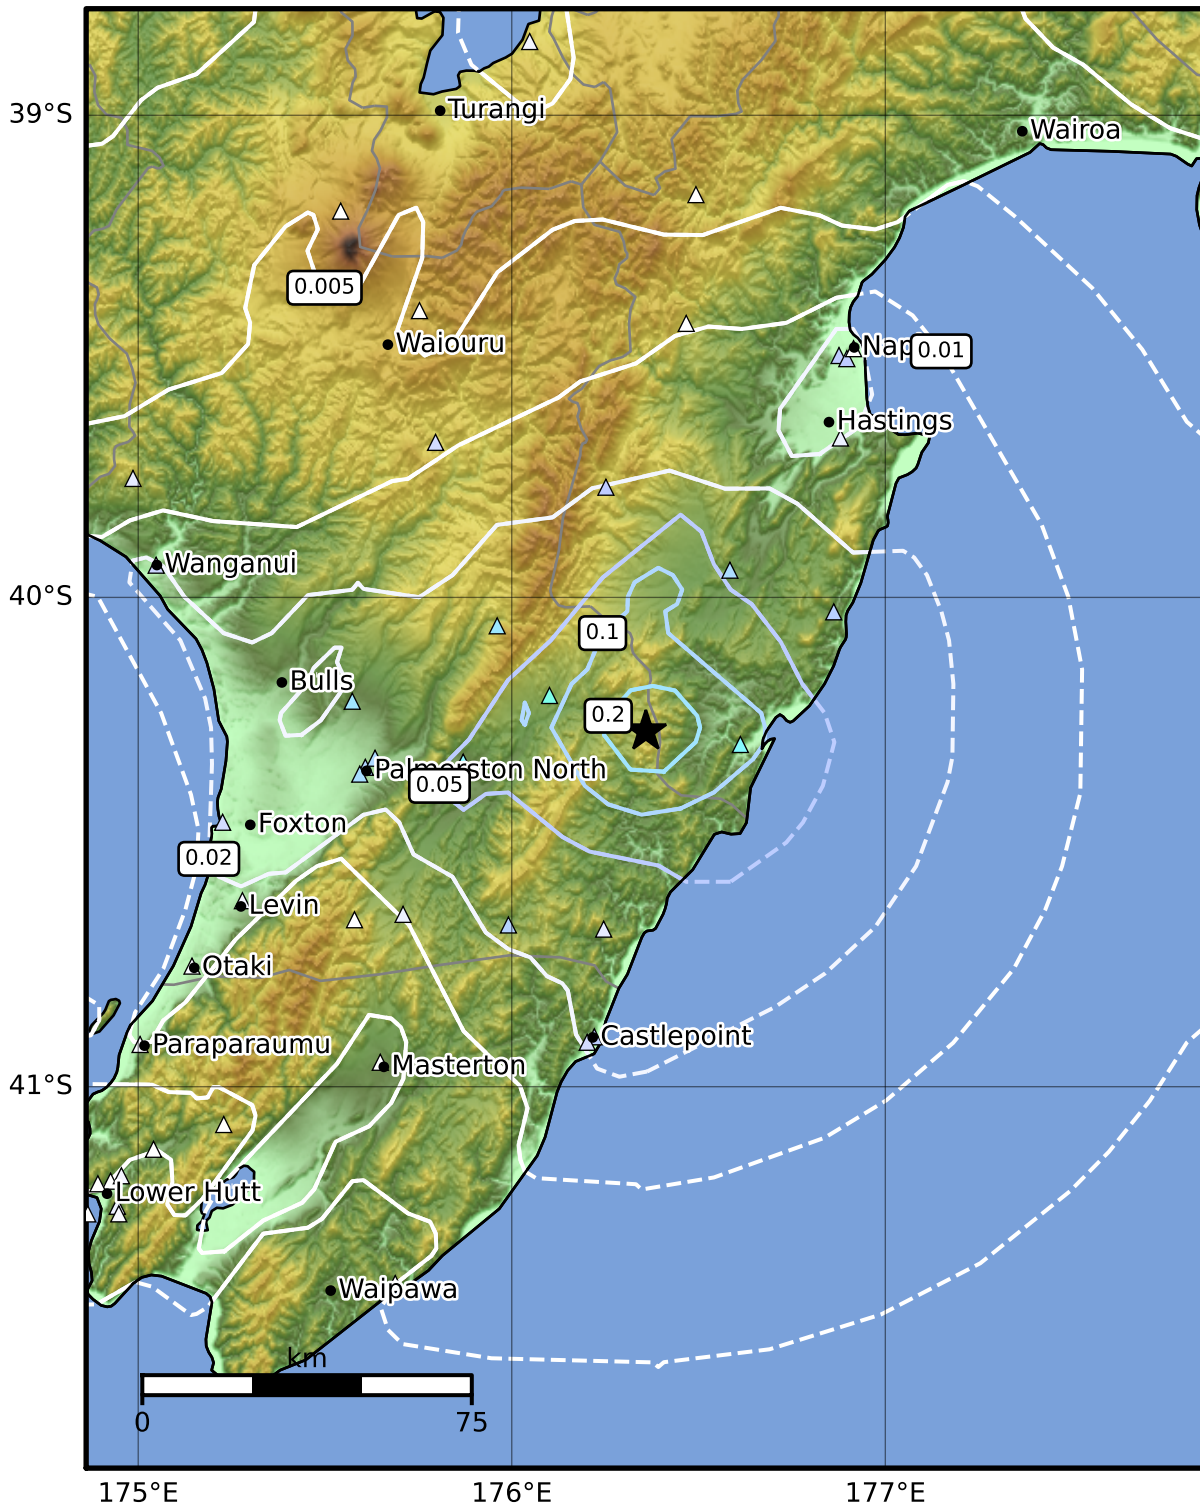 39°S
Turangi
Wairoa
0.005
Waiouru
Nap
0.01
Hastings
Wanganui
40°S
0.1
Bulls
0.2
Palmerston North
0.05
Foxton
0.02
Levin
Otaki
Castlepoint
Paraparaumu
Masterton
41°S
Lower Hutt
Waipawa
km
0
75
175°E
176°E
177°E